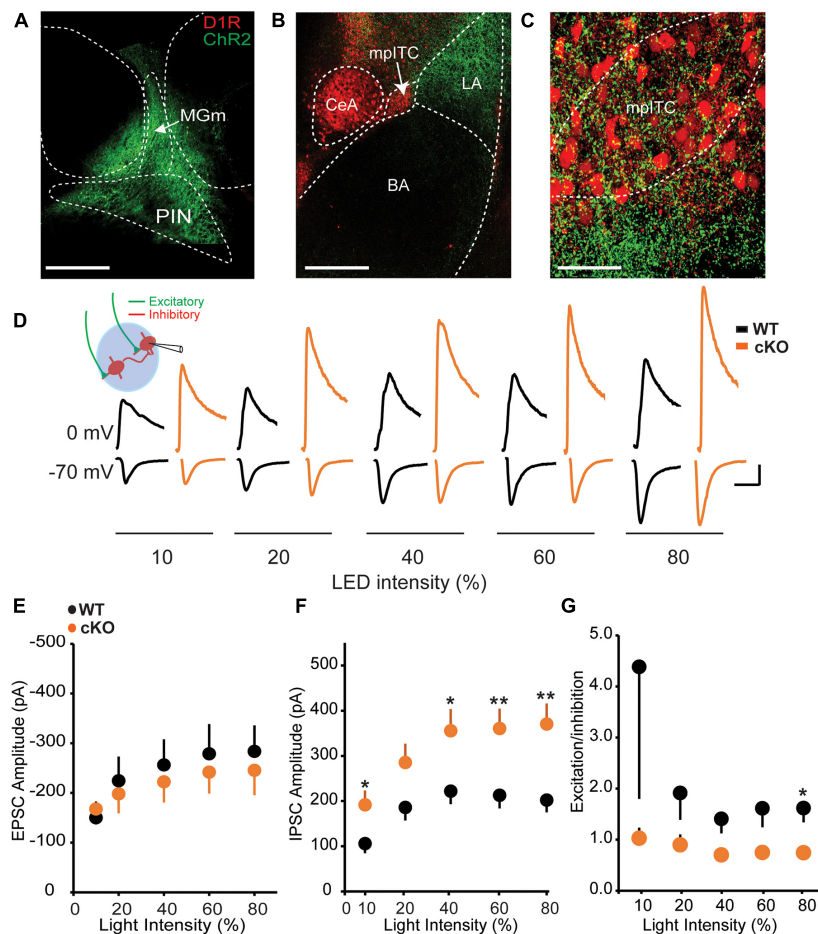 A
D1R
ChR2
MGm
PIN
B
mpITC
LA
CeA
BA
C
mpITC
D
Excitatory
Inhibitory
WT
cKO
0 mV
-70 mV
10 20 40 60 80
LED intensity (%)
E
WT
cKO
-500
-400
-300
-200
-100
0
20 40 60 80
EPSC Amplitude (pA)
Light Intensity (%)
F
500
400
300
200
100
0
0 10 20 40 60 80
IPSC Amplitude (pA)
Light Intensity (%)
* * ** **
G
5.0
4.0
3.0
2.0
1.0
0.0
10 20 40 60 80
Excitation/inhibition
Light Intensity (%)
*